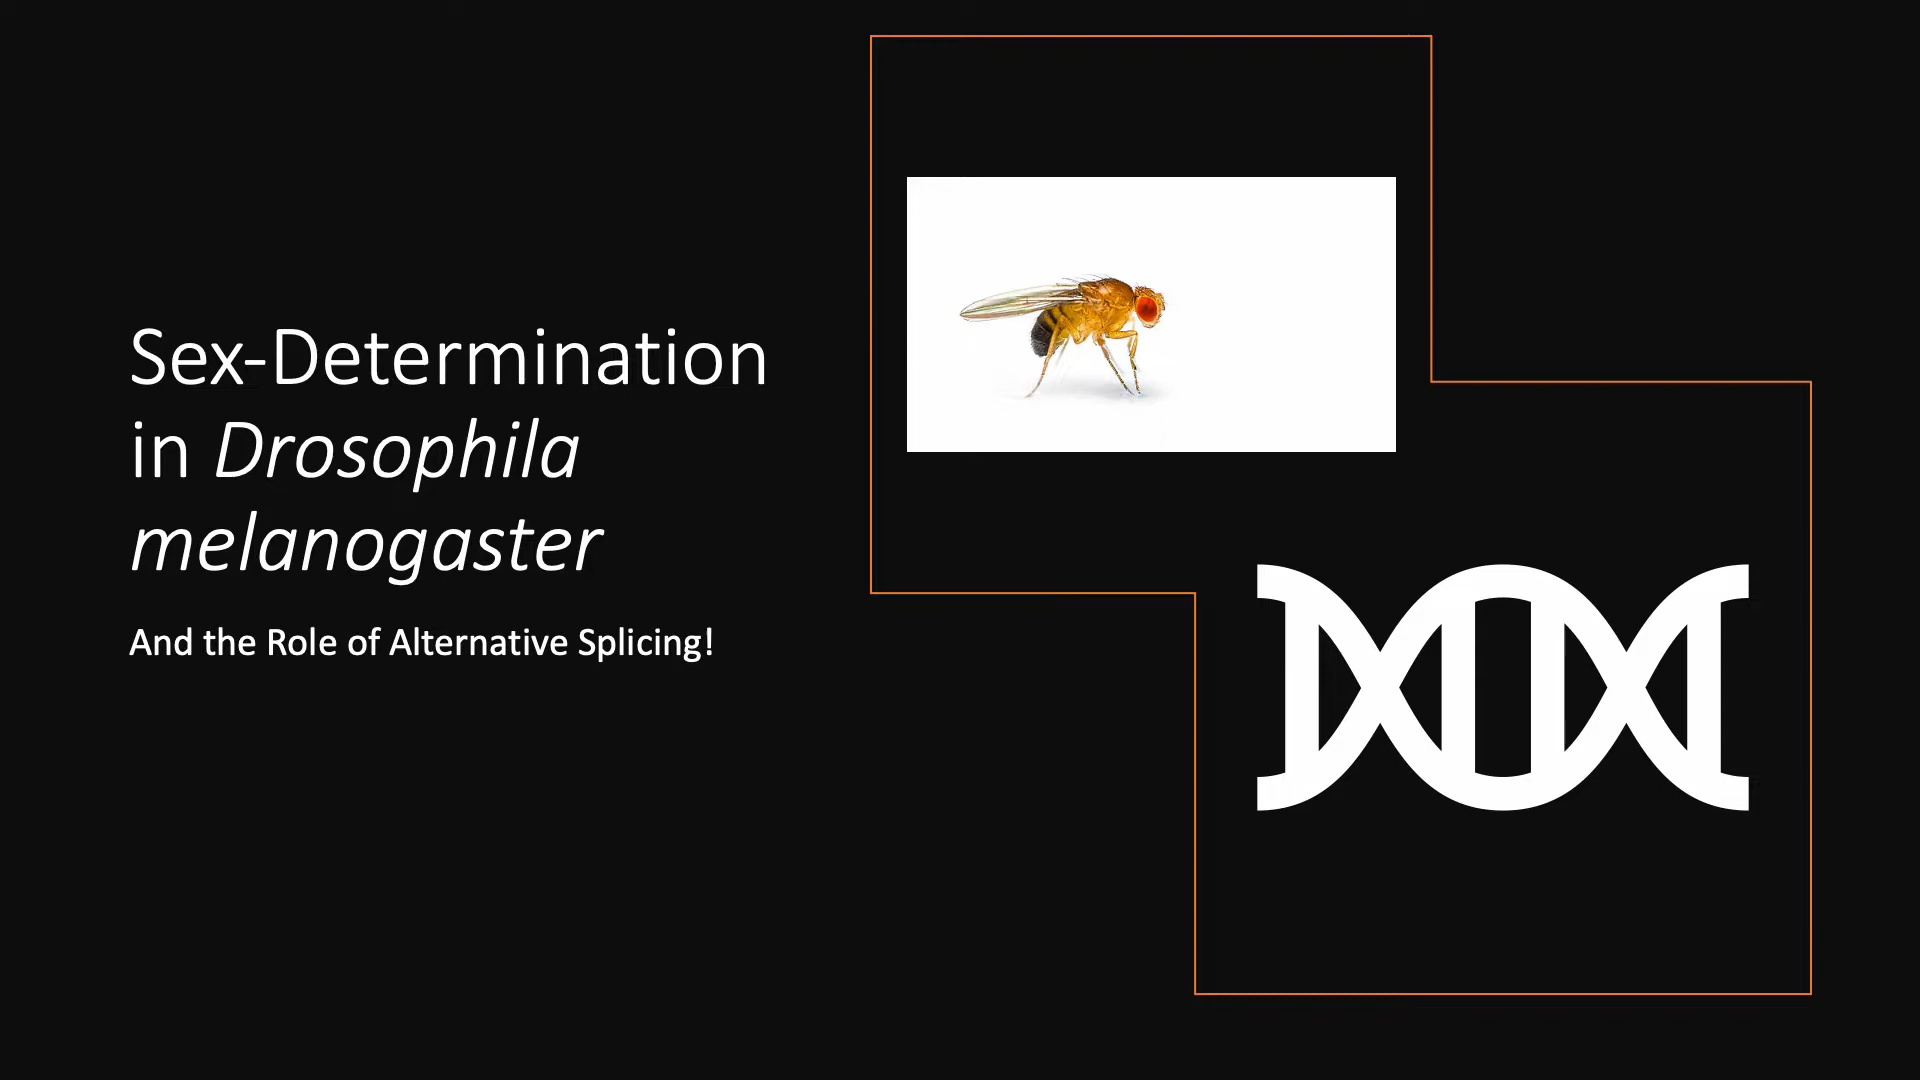 Sex-Determination
in Drosophila
melanogaster
And the Role of Alternative Splicing!